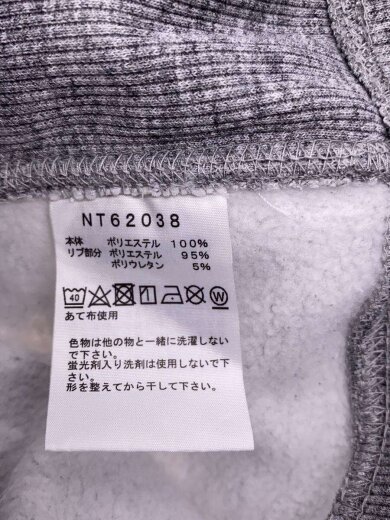 NT62038
本体 ポリエステル 100%
リブ部分 ポリエステル 95%
ポリウレタン 5%
40 W
あて布使用
色物は他の物と一緒に洗濯しない
で下さい。
蛍光剤入り洗剤は使用しないで下
さい。
形を整えてから干して下さい。